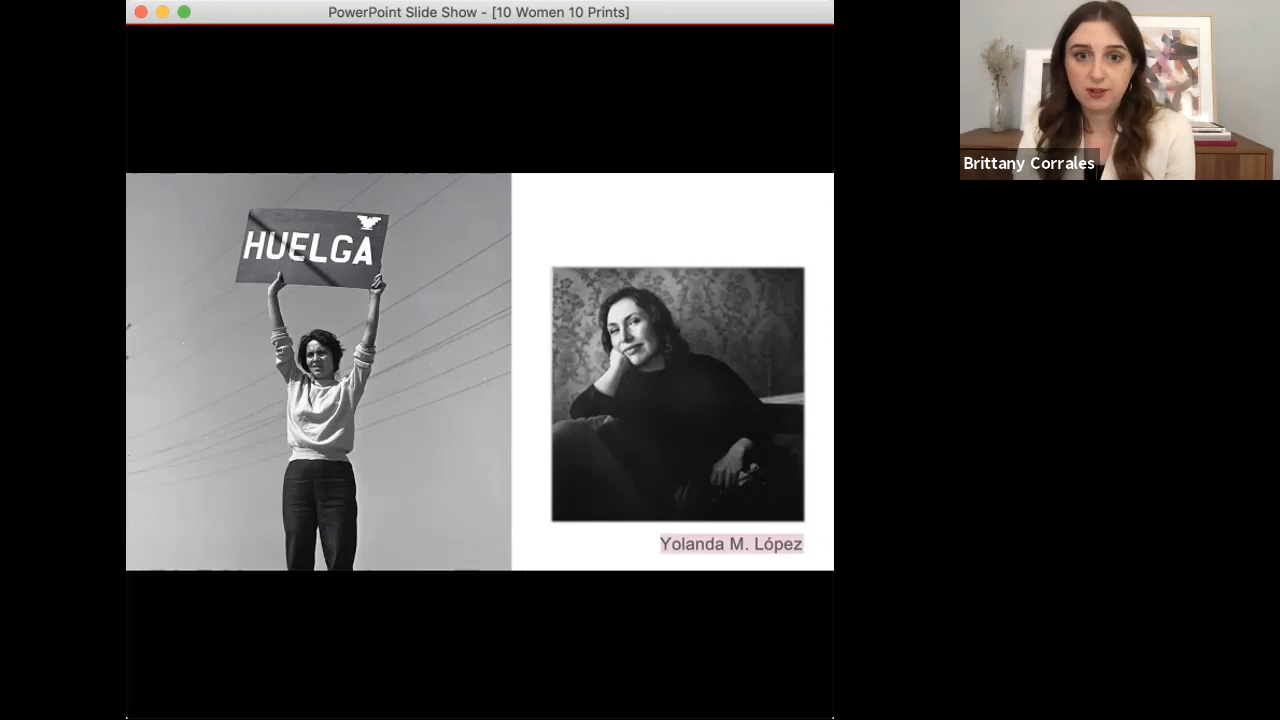 PowerPoint Slide Show - [10 Women 10 Prints]
Brittany Corrales
HUELGA
Yolanda M. López